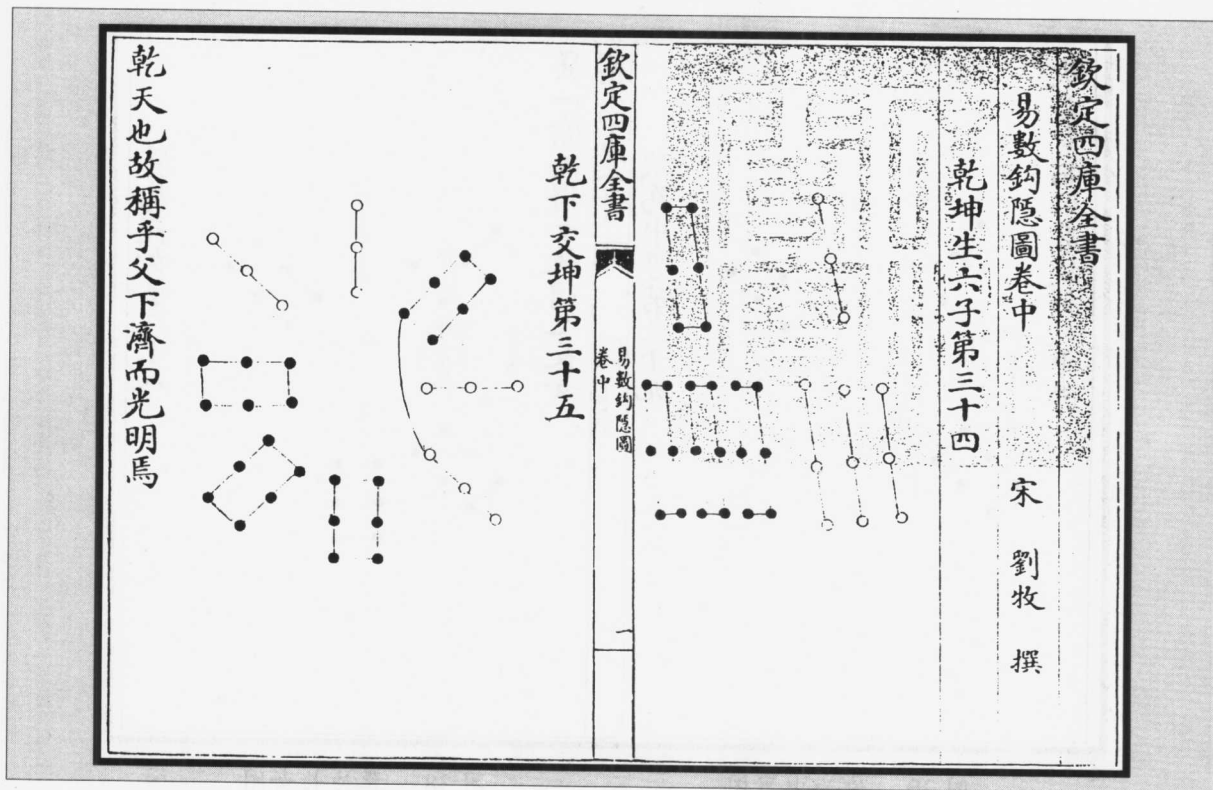 欽定四庫全書
易數鈎隱圖卷中 宋 劉牧 撰
乾坤生六子第三十四
欽定四庫全書
易數鈎隱圖
卷中
一
乾下交坤第三十五
乾天也故稱乎父下濟而光明焉